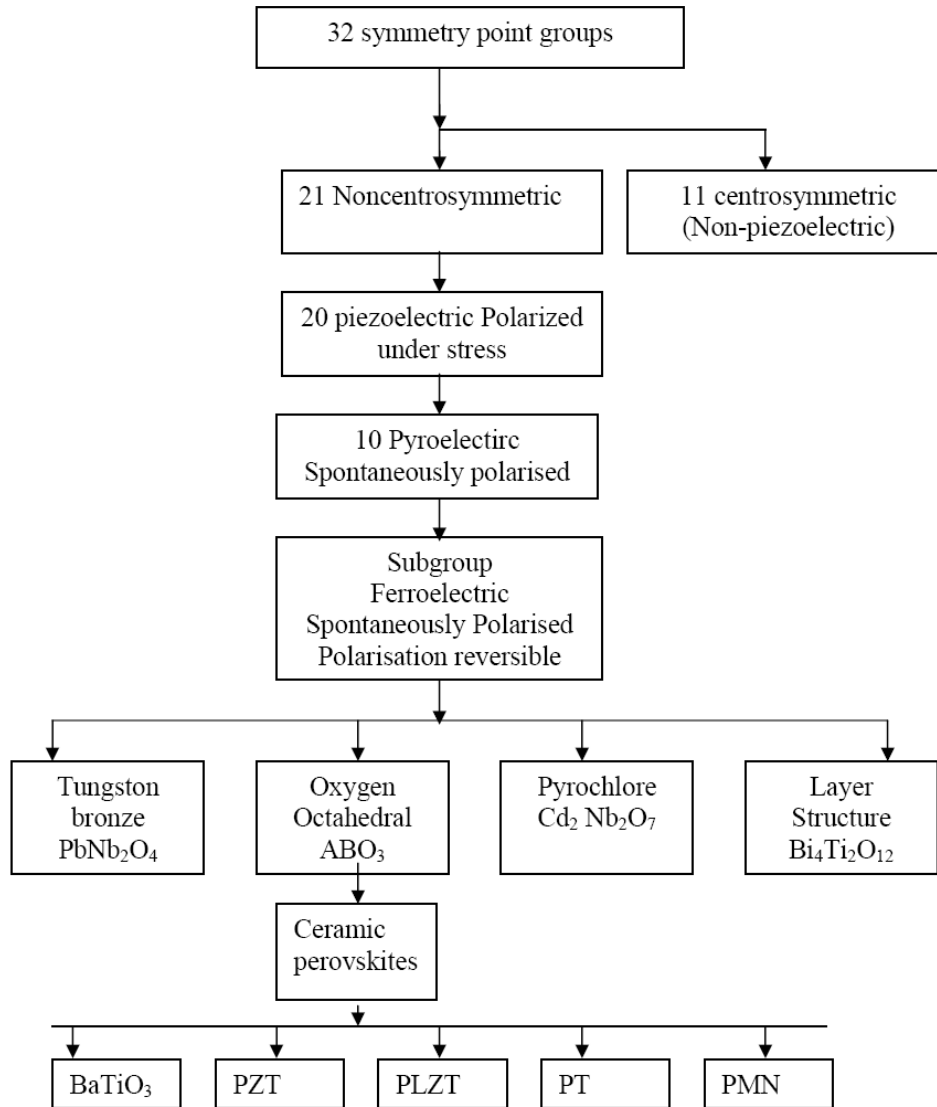 32 symmetry point groups
21 Noncentrosymmetric
11 centrosymmetric
(Non-piezoelectric)
20 piezoelectric Polarized
under stress
10 Pyroelectirc
Spontaneously polarised
Subgroup
Ferroelectric
Spontaneously Polarised
Polarisation reversible
Tungston
bronze
PbNb₂O₄
Oxygen
Octahedral
ABO₃
Pyrochlore
Cd₂ Nb₂O₇
Layer
Structure
Bi₄Ti₂O₁₂
Ceramic
perovskites
BaTiO₃
PZT
PLZT
PT
PMN